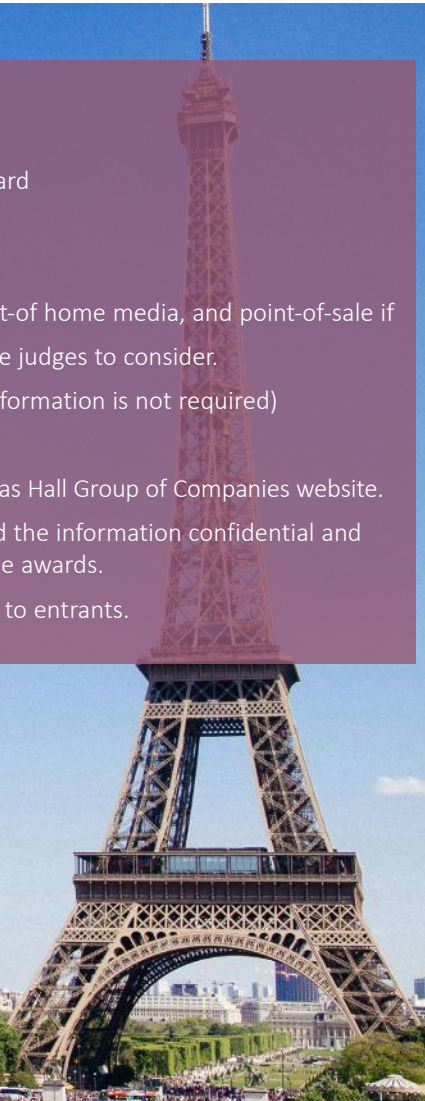 ard
t-of home media, and point-of-sale if
e judges to consider.
formation is not required)
as Hall Group of Companies website.
d the information confidential and
e awards.
to entrants.